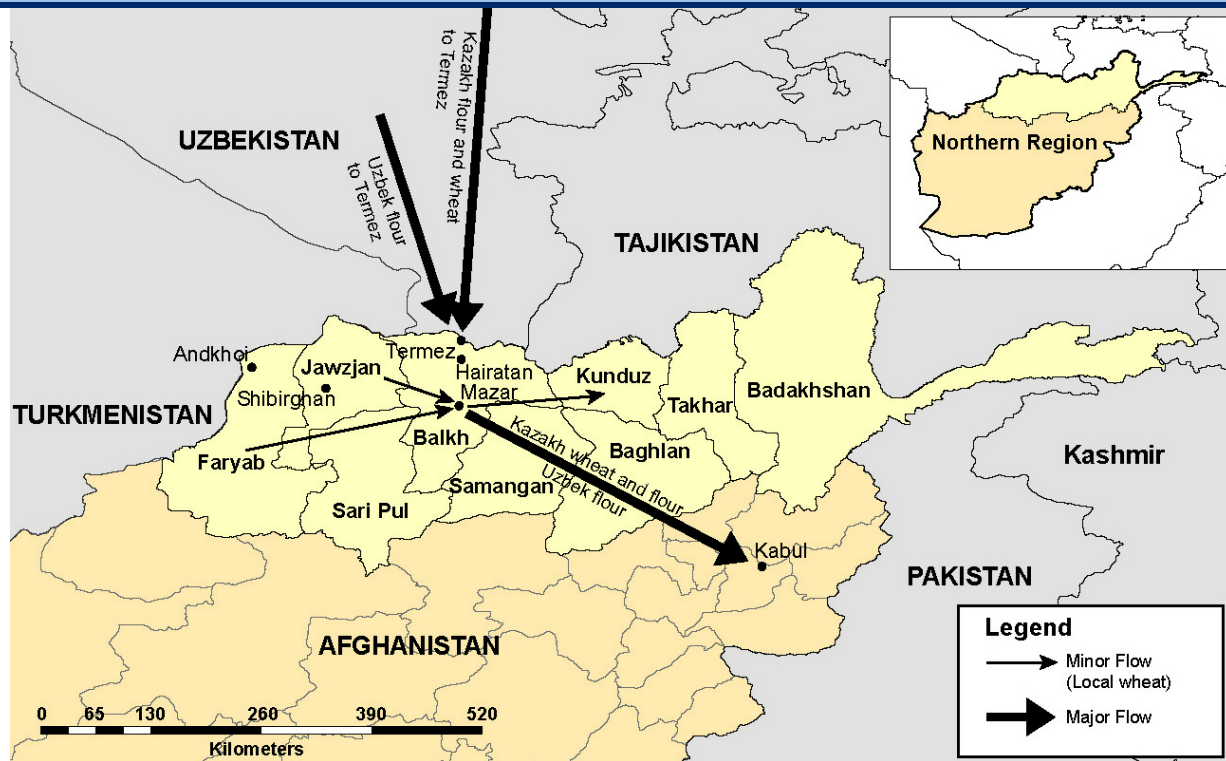 Kazakh flour and wheat
to Termez
Uzbek flour
to Termez
UZBEKISTAN
Northern Region
TAJIKISTAN
Andkhoi
Jawzjan
Termez
Hairatan
Kunduz
Badakhshan
Shibirghan
Mazar
Takhar
TURKMENISTAN
Balkh
Kazakh wheat and flour
Uzbek flour
Baghlan
Kashmir
Faryab
Samangan
Sari Pul
Kabul
PAKISTAN
AFGHANISTAN
Legend
Minor Flow
(Local wheat)
Major Flow
0 65 130 260 390 520
Kilometers